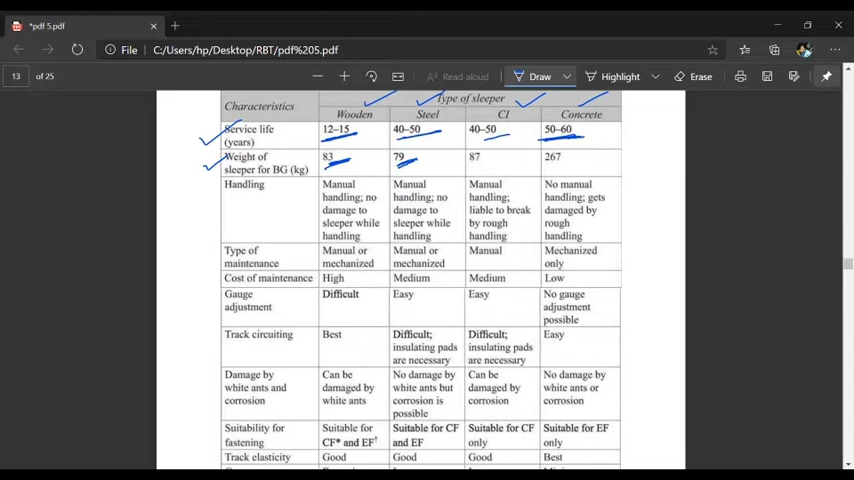 *pdf 5.pdf
File C:/Users/hp/Desktop/RBT/pdf%205.pdf
13 of 25 Read aloud Draw Highlight Erase
Characteristics Type of sleeper
Wooden Steel CI Concrete
Service life (years) 12–15 40–50 40–50 50–60
Weight of sleeper for BG (kg) 83 79 87 267
Handling Manual handling; no damage to sleeper while handling Manual handling; no damage to sleeper while handling Manual handling; liable to break by rough handling No manual handling; gets damaged by rough handling
Type of maintenance Manual or mechanized Manual or mechanized Manual Mechanized only
Cost of maintenance High Medium Medium Low
Gauge adjustment Difficult Easy Easy No gauge adjustment possible
Track circuiting Best Difficult; insulating pads are necessary Difficult; insulating pads are necessary Easy
Damage by white ants and corrosion Can be damaged by white ants No damage by white ants but corrosion is possible Can be damaged by corrosion No damage by white ants or corrosion
Suitability for fastening Suitable for CF* and EF† Suitable for CF and EF Suitable for CF only Suitable for EF only
Track elasticity Good Good Good Best